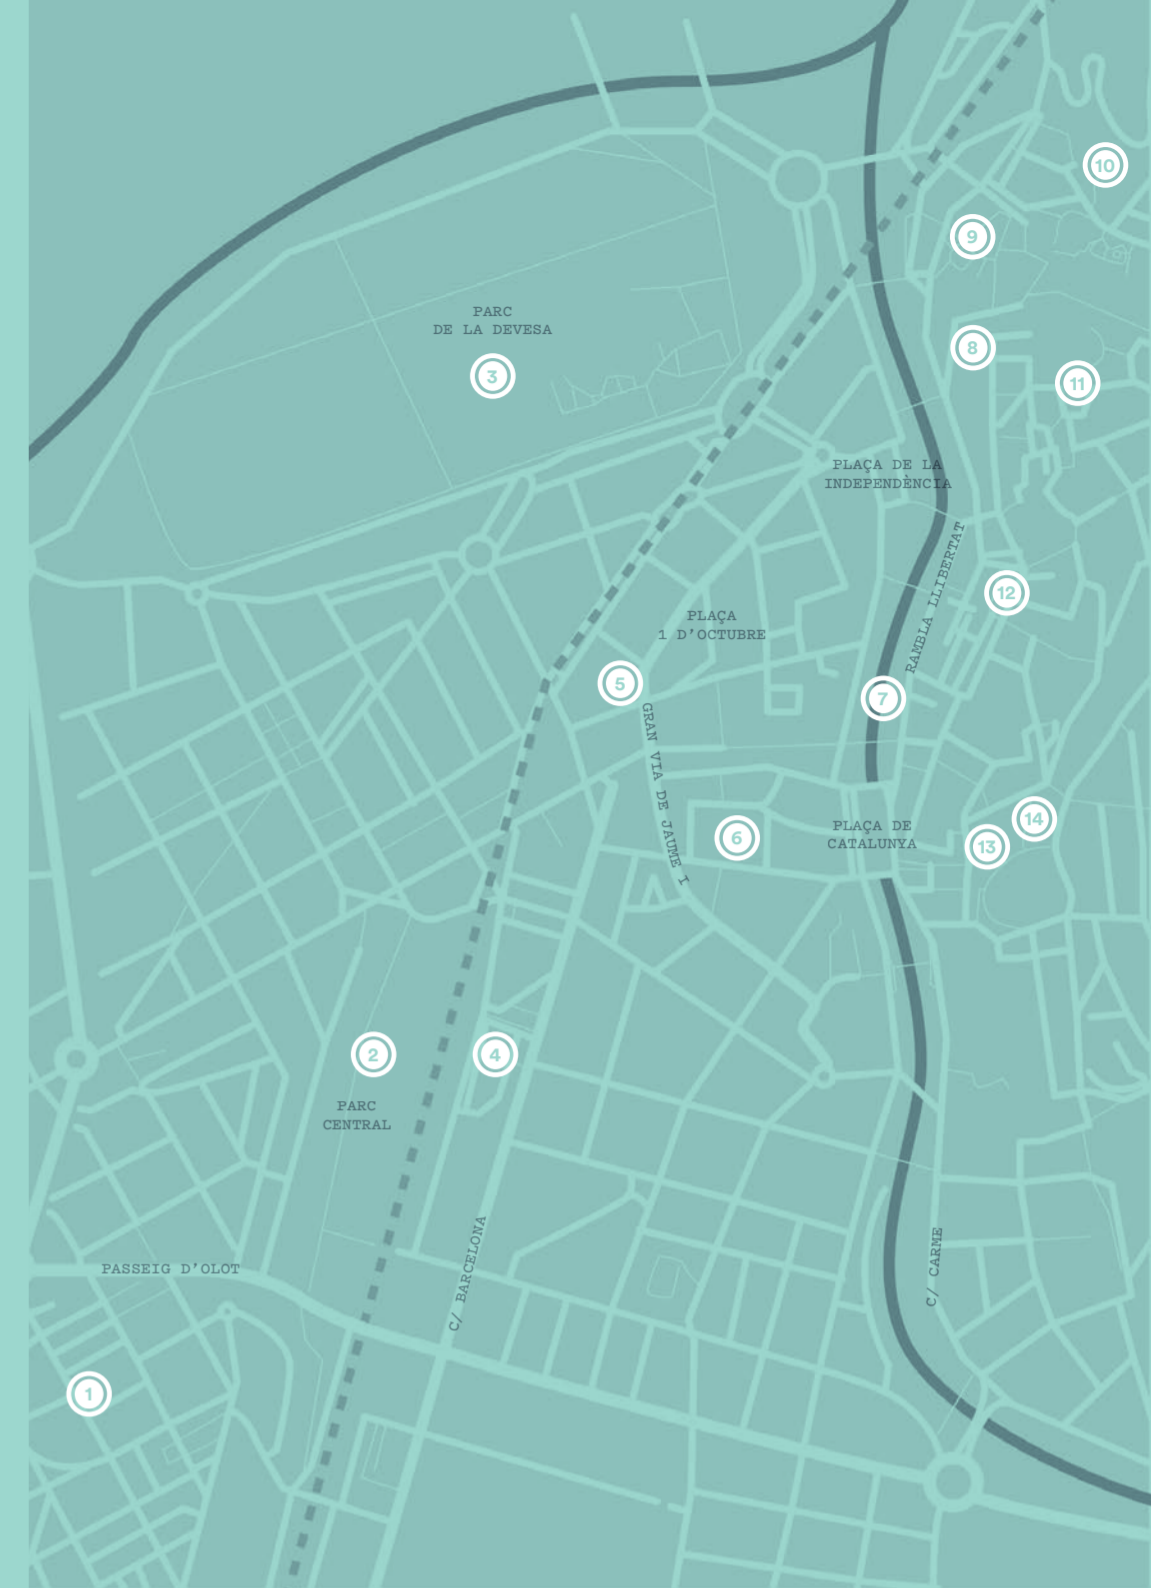 10
9
PARC
DE LA DEVESA
8
3
11
PLAÇA DE LA
INDEPENDÈNCIA
RAMBLA LLIBERTAT
12
PLAÇA
1 D'OCTUBRE
5
7
GRAN VIA DE JAUME I
14
PLAÇA DE
CATALUNYA
6
13
2
4
PARC
CENTRAL
C/ BARCELONA
C/ CARME
PASSEIG D'OLOT
1